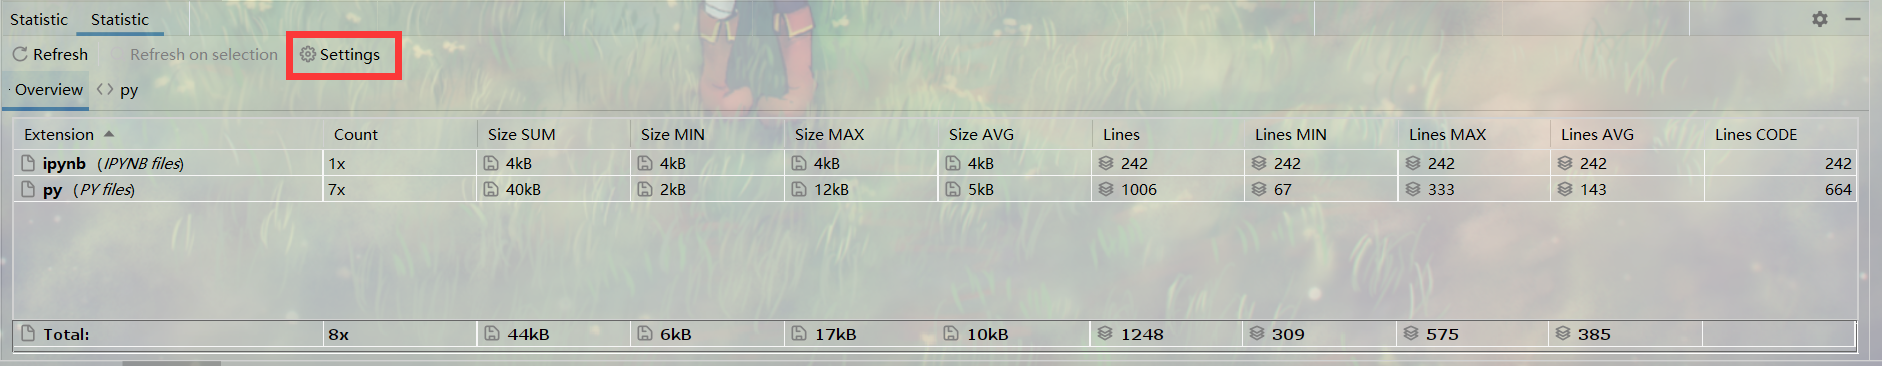 Statistic Statistic
Refresh Refresh on selection Settings
Overview <> py
Extension Count Size SUM Size MIN Size MAX Size AVG Lines Lines MIN Lines MAX Lines AVG Lines CODE
ipynb (IPYNB files) 1x 4kB 4kB 4kB 4kB 242 242 242 242 242
py (PY files) 7x 40kB 2kB 12kB 5kB 1006 67 333 143 664
Total: 8x 44kB 6kB 17kB 10kB 1248 309 575 385